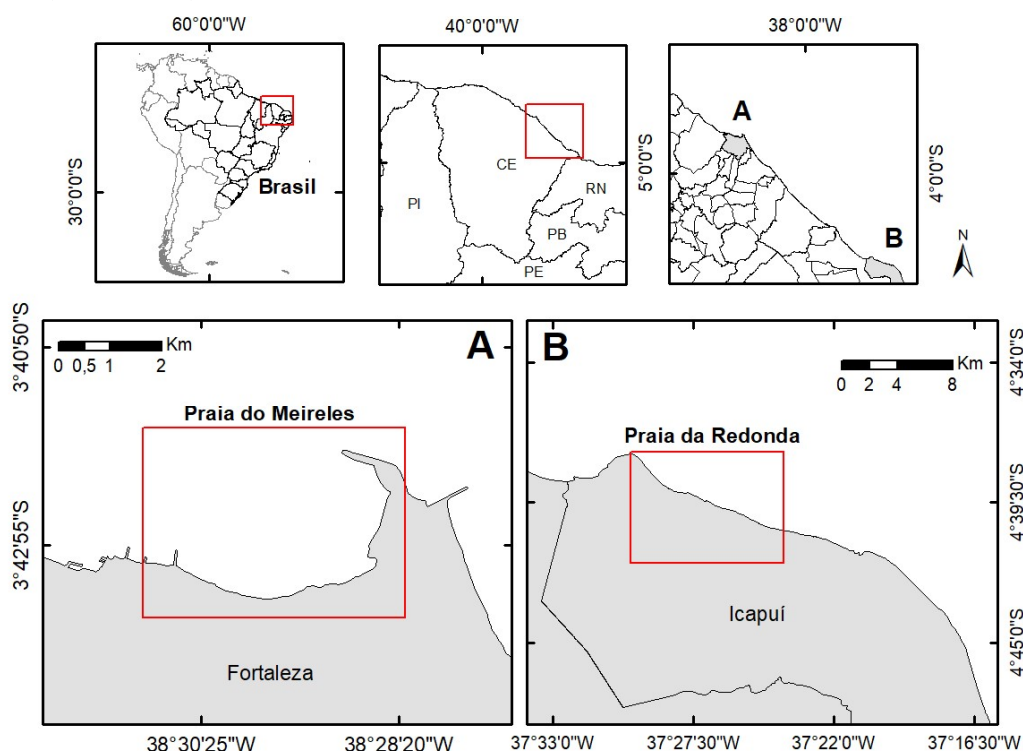 60°0'0"W
40°0'0"W
38°0'0"W
30°0'0"S
Brasil
CE
PI
RN
PB
PE
5°0'0"S
A
B
4°0'0"S
N
3°40'50"S
3°42'55"S
Km
0 0,5 1 2
A
Praia do Meireles
Fortaleza
38°30'25"W
38°28'20"W
B
Km
0 2 4 8
Praia da Redonda
Icapuí
4°34'0"S
4°39'30"S
4°45'0"S
37°33'0"W
37°27'30"W
37°22'0"W
37°16'30"W